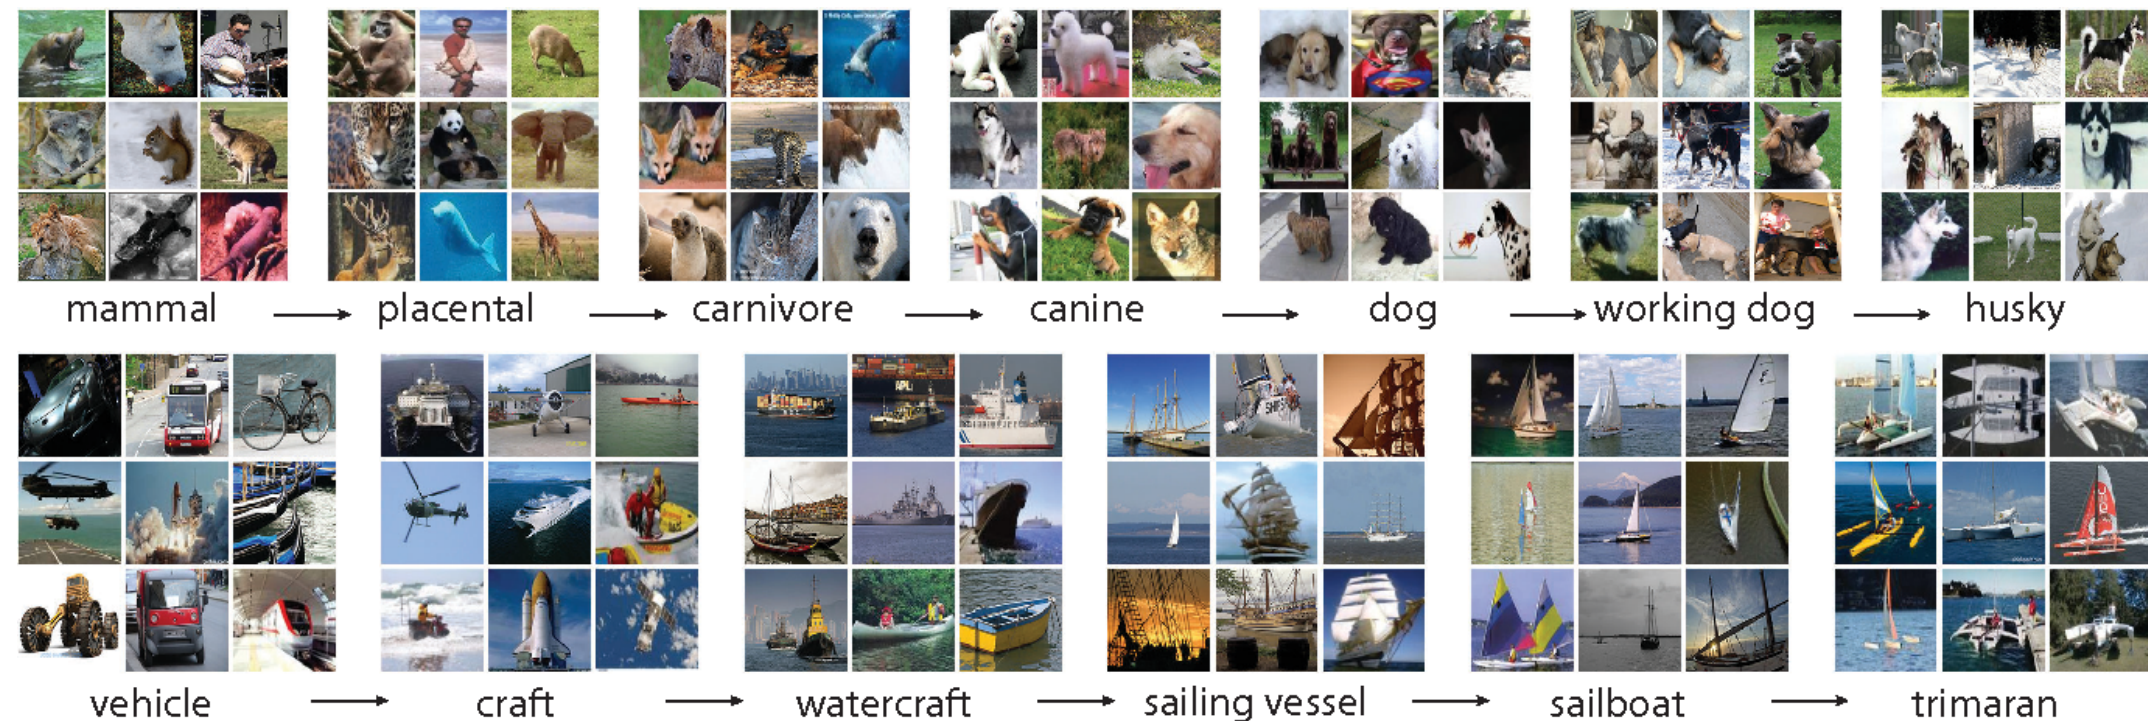 mammal → placental → carnivore → canine → dog → working dog → husky
vehicle → craft → watercraft → sailing vessel → sailboat → trimaran